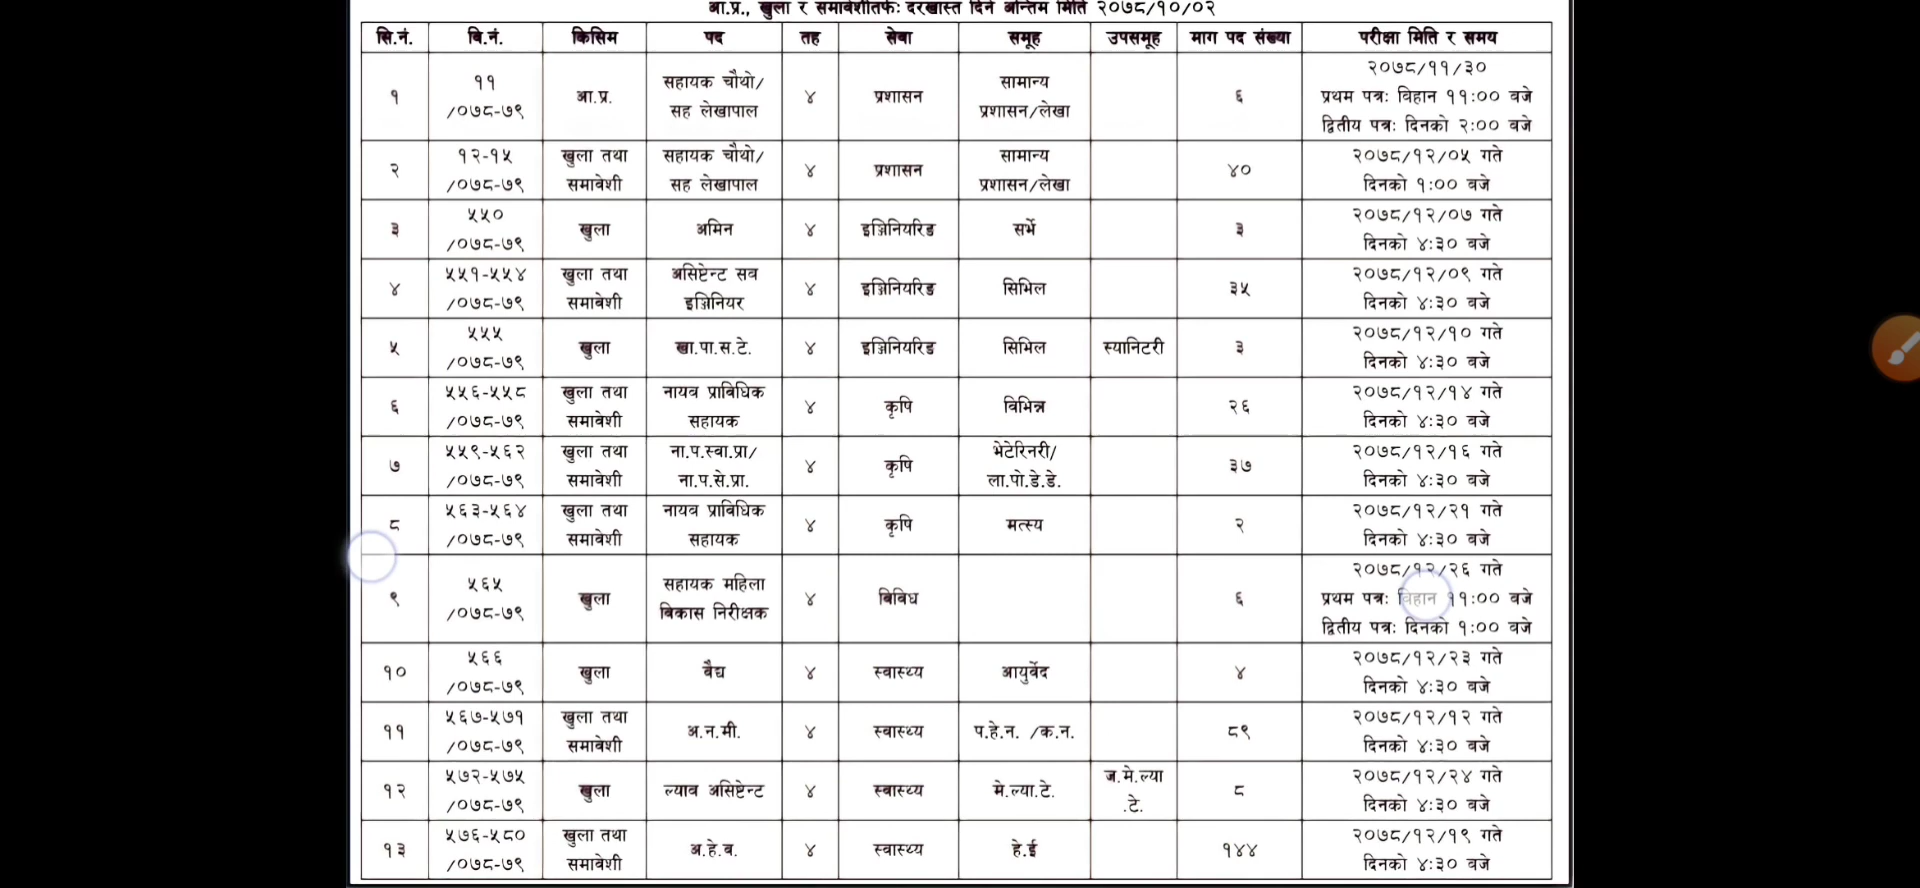 आ.प्र., खुला र समावेशीतर्फः दरखास्त दिने अन्तिम मिति २०७८/१०/०२
सि.नं. बि.नं. किसिम पद तह सेवा समूह उपसमूह माग पद संख्या परीक्षा मिति र समय
१ ११ /०७८-७९ आ.प्र. सहायक चौथो/ सह लेखापाल ४ प्रशासन सामान्य प्रशासन/लेखा ६ २०७८/११/३० प्रथम पत्रः बिहान ११:०० बजे द्वितीय पत्रः दिनको २:०० बजे
२ १२-१५ /०७८-७९ खुला तथा समावेशी सहायक चौथो/ सह लेखापाल ४ प्रशासन सामान्य प्रशासन/लेखा ४० २०७८/१२/०५ गते दिनको १:०० बजे
३ ५५० /०७८-७९ खुला अमिन ४ इञ्जिनियरिङ सर्भे ३ २०७८/१२/०७ गते दिनको ४:३० बजे
४ ५५१-५५४ /०७८-७९ खुला तथा समावेशी असिष्टेन्ट सब इञ्जिनियर ४ इञ्जिनियरिङ सिभिल ३५ २०७८/१२/०९ गते दिनको ४:३० बजे
५ ५५५ /०७८-७९ खुला खा.पा.स.टे. ४ इञ्जिनियरिङ सिभिल स्यानिटरी ३ २०७८/१२/१० गते दिनको ४:३० बजे
६ ५५६-५५८ /०७८-७९ खुला तथा समावेशी नायब प्राबिधिक सहायक ४ कृषि बिभिन्न २६ २०७८/१२/१४ गते दिनको ४:३० बजे
७ ५५९-५६२ /०७८-७९ खुला तथा समावेशी ना.प.स्वा.प्रा/ ना.प.से.प्रा. ४ कृषि भेटेरिनरी/ ला.पो.डे.डे. ३७ २०७८/१२/१६ गते दिनको ४:३० बजे
८ ५६३-५६४ /०७८-७९ खुला तथा समावेशी नायब प्राबिधिक सहायक ४ कृषि मत्स्य २ २०७८/१२/२१ गते दिनको ४:३० बजे
९ ५६५ /०७८-७९ खुला सहायक महिला बिकास निरीक्षक ४ बिबिध ६ २०७८/१२/२६ गते प्रथम पत्रः बिहान ११:०० बजे द्वितीय पत्रः दिनको १:०० बजे
१० ५६६ /०७८-७९ खुला बैद्य ४ स्वास्थ्य आयुर्बेद ४ २०७८/१२/२३ गते दिनको ४:३० बजे
११ ५६७-५७१ /०७८-७९ खुला तथा समावेशी अ.न.मी. ४ स्वास्थ्य प.हे.न. /क.न. ८९ २०७८/१२/१२ गते दिनको ४:३० बजे
१२ ५७२-५७५ /०७८-७९ खुला ल्याब असिष्टेन्ट ४ स्वास्थ्य मे.ल्या.टे. ज.मे.ल्या .टे. ८ २०७८/१२/२४ गते दिनको ४:३० बजे
१३ ५७६-५८० /०७८-७९ खुला तथा समावेशी अ.हे.ब. ४ स्वास्थ्य हे.ई १४४ २०७८/१२/१९ गते दिनको ४:३० बजे